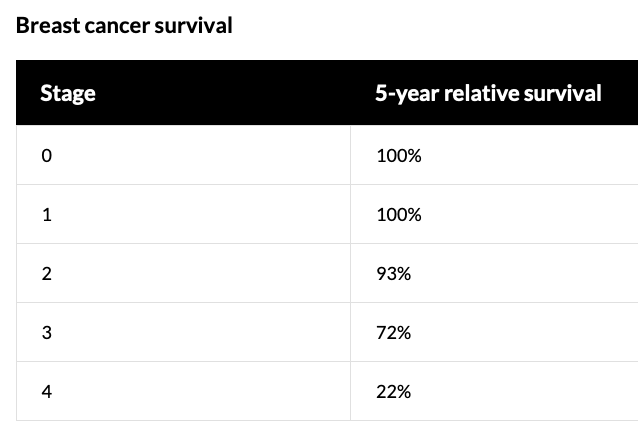 Breast cancer survival
Stage 5-year relative survival
0 100%
1 100%
2 93%
3 72%
4 22%